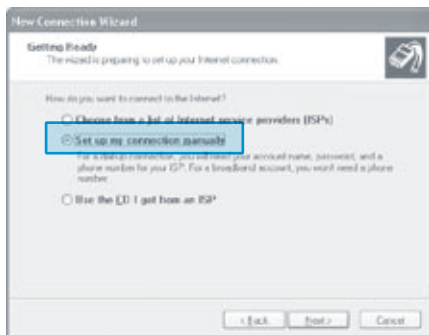 New Connection Wizard
Getting Ready
The wizard is preparing to set up your Internet connection.
How do you want to connect to the Internet?
Choose from a list of Internet service providers (ISPs)
Set up my connection manually
For a dial-up connection, you will need your account name, password, and a
phone number for your ISP. For a broadband account, you won't need a phone
number.
Use the CD I got from an ISP
< Back
Next >
Cancel